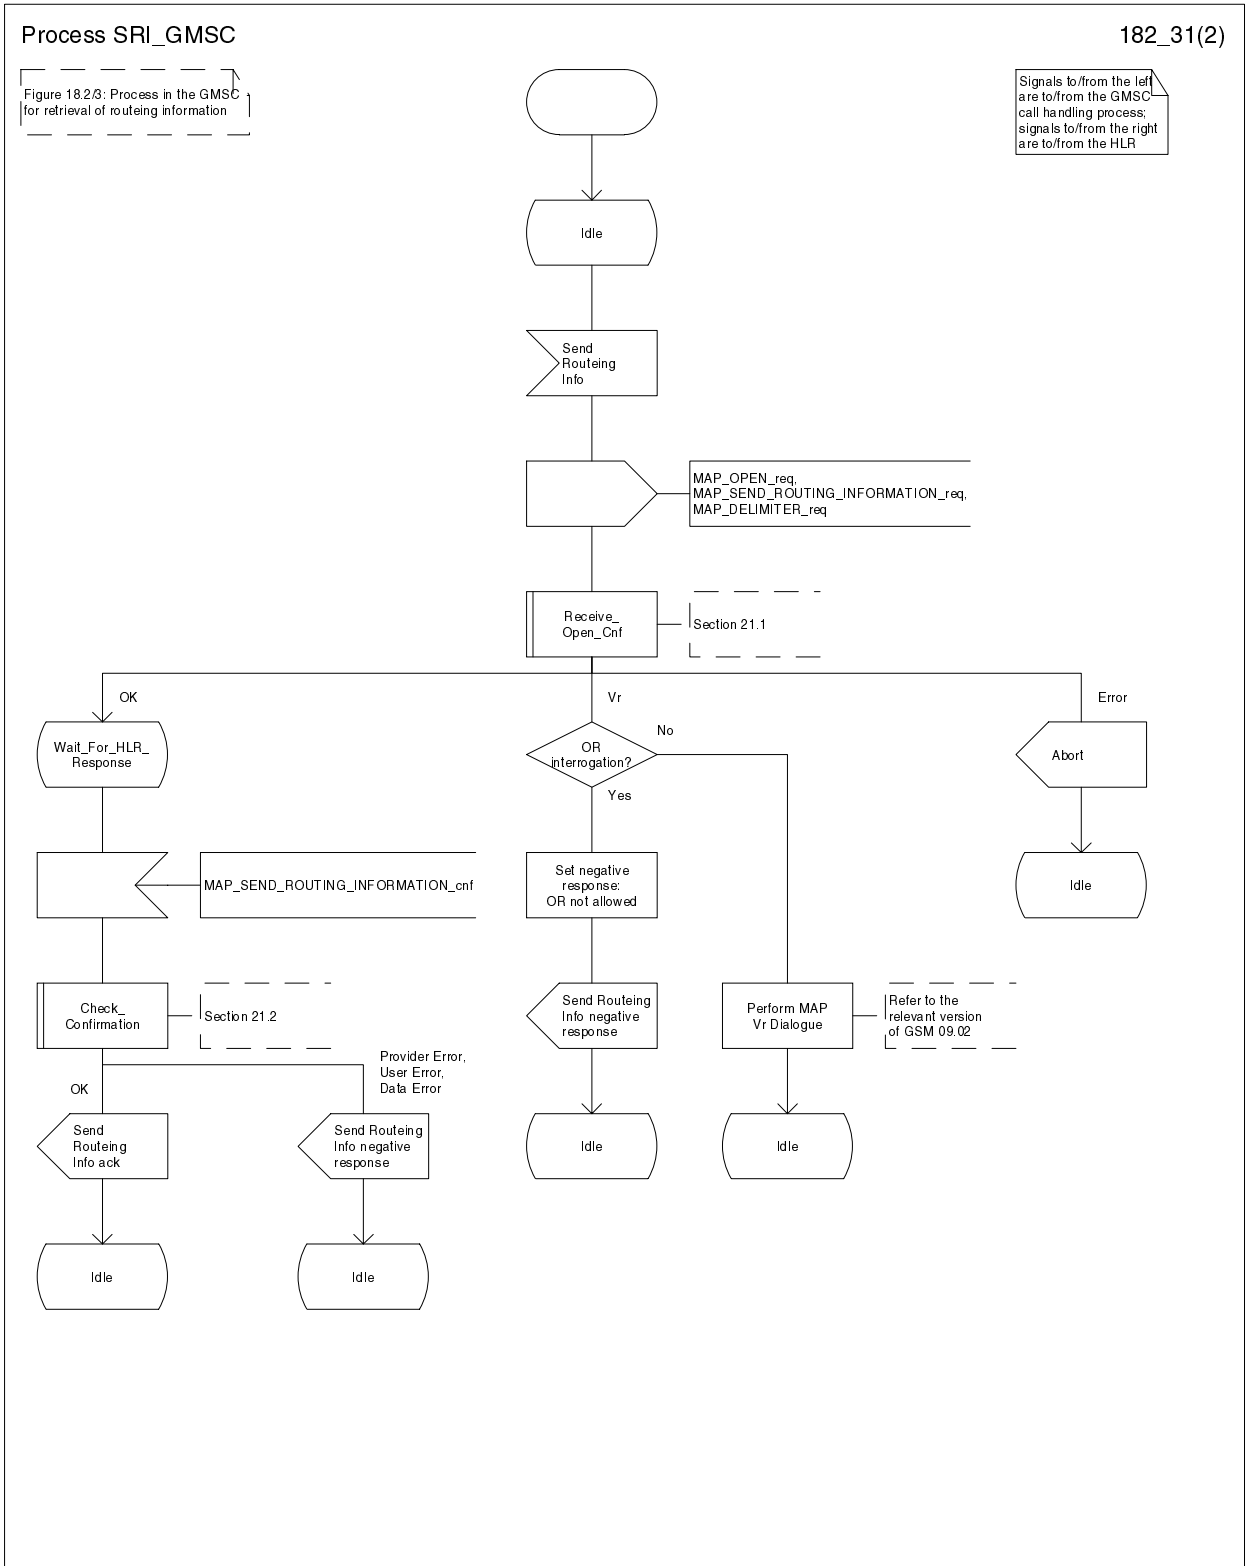 Process SRI_GMSC
182_31(2)
Figure 18.2/3: Process in the GMSC
for retrieval of routeing information
Signals to/from the left
are to/from the GMSC
call handling process;
signals to/from the right
are to/from the HLR
Idle
Send
Routeing
Info
MAP_OPEN_req,
MAP_SEND_ROUTING_INFORMATION_req,
MAP_DELIMITER_req
Receive_
Open_Cnf
Section 21.1
OK
Vr
Error
Wait_For_HLR_
Response
OR
interrogation?
No
Yes
Abort
MAP_SEND_ROUTING_INFORMATION_cnf
Set negative
response:
OR not allowed
Idle
Check_
Confirmation
Section 21.2
Send Routeing
Info negative
response
Perform MAP
Vr Dialogue
Refer to the
relevant version
of GSM 09.02
OK
Provider Error,
User Error,
Data Error
Send
Routeing
Info ack
Send Routeing
Info negative
response
Idle
Idle
Idle
Idle